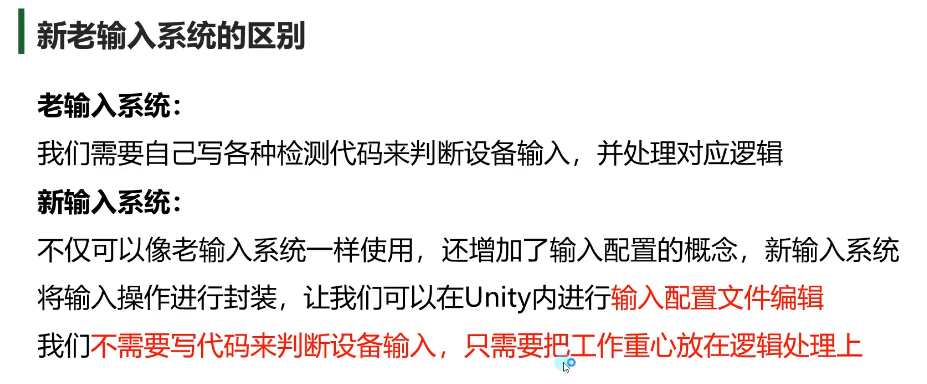 新老输入系统的区别
老输入系统：
我们需要自己写各种检测代码来判断设备输入，并处理对应逻辑
新输入系统：
不仅可以像老输入系统一样使用，还增加了输入配置的概念，新输入系统
将输入操作进行封装，让我们可以在Unity内进行输入配置文件编辑
我们不需要写代码来判断设备输入，只需要把工作重心放在逻辑处理上